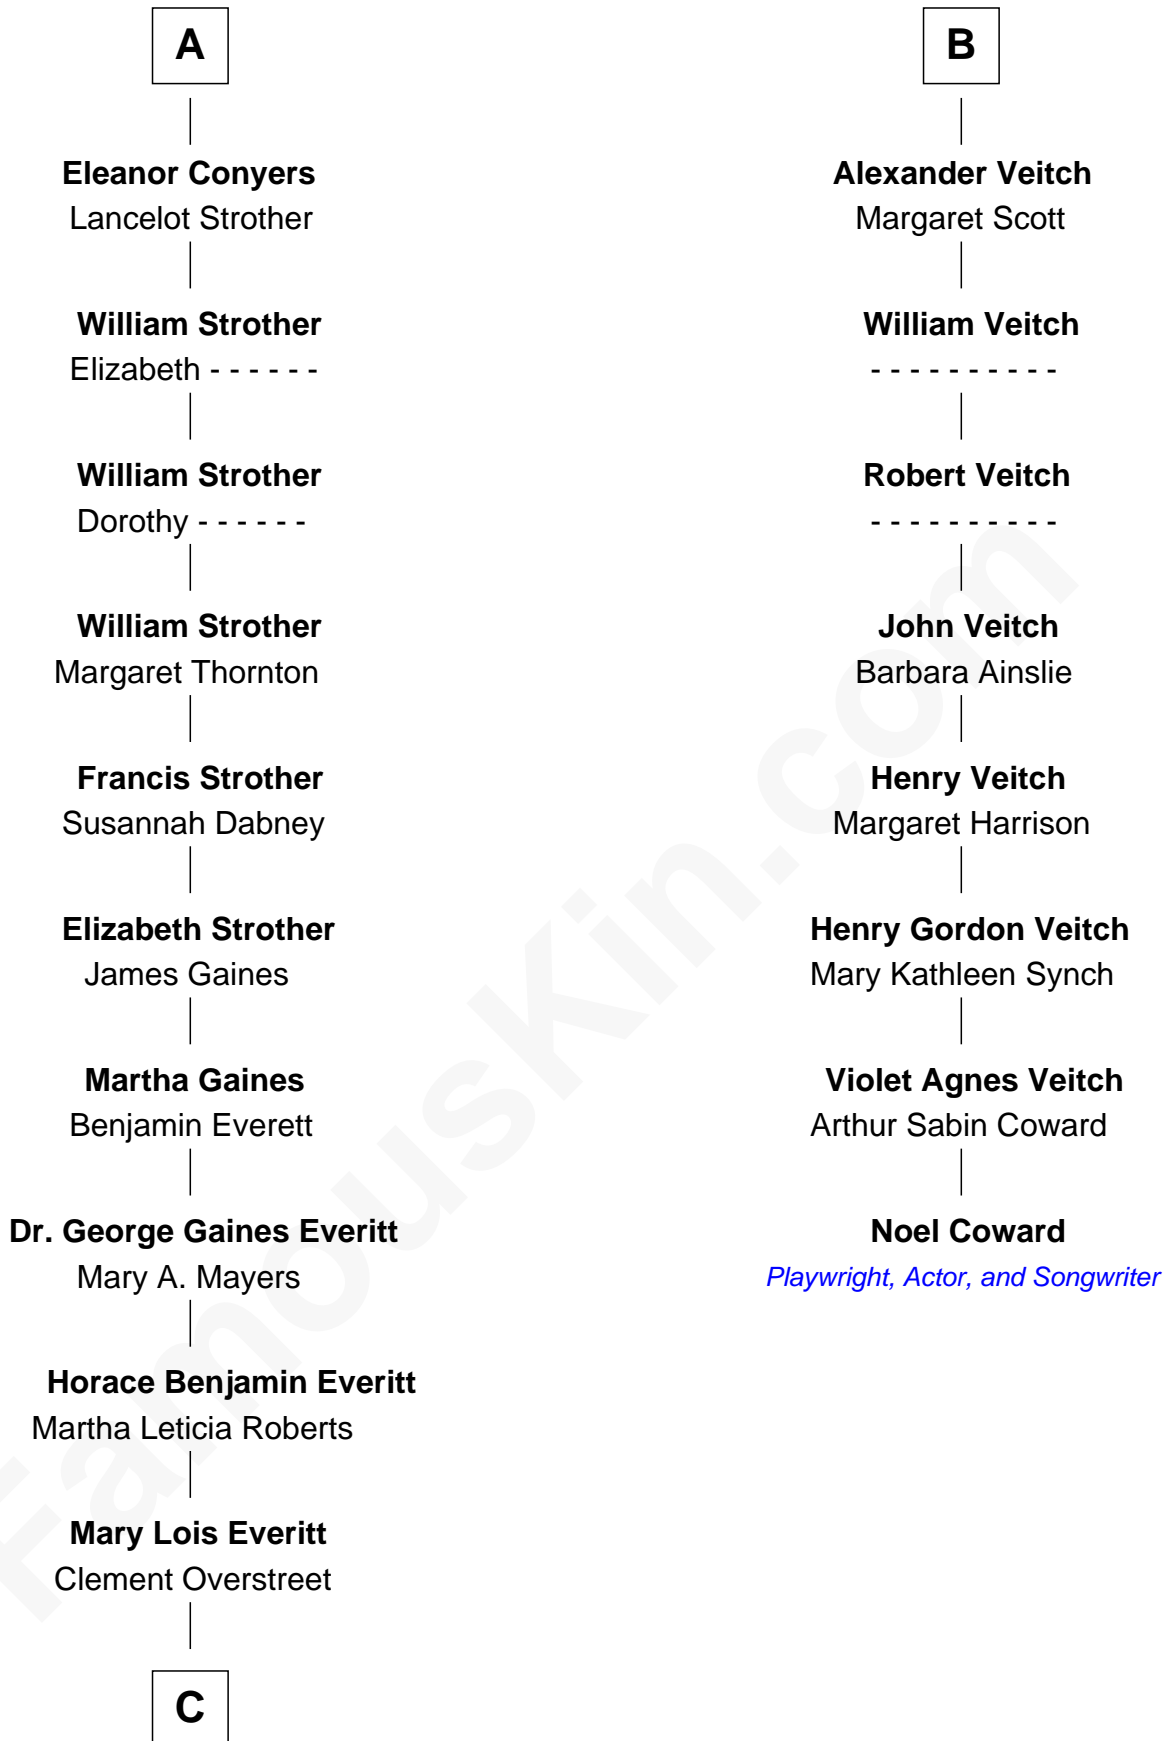 A
Eleanor Conyers
Lancelot Strother
William Strother
Elizabeth - - - - - -
William Strother
Dorothy - - - - - -
William Strother
Margaret Thornton
Francis Strother
Susannah Dabney
Elizabeth Strother
James Gaines
Martha Gaines
Benjamin Everett
Dr. George Gaines Everitt
Mary A. Mayers
Horace Benjamin Everitt
Martha Leticia Roberts
Mary Lois Everitt
Clement Overstreet
C
B
Alexander Veitch
Margaret Scott
William Veitch
- - - - - - - - - -
Robert Veitch
- - - - - - - - - -
John Veitch
Barbara Ainslie
Henry Veitch
Margaret Harrison
Henry Gordon Veitch
Mary Kathleen Synch
Violet Agnes Veitch
Arthur Sabin Coward
Noel Coward
Playwright, Actor, and Songwriter
FamousKin.com